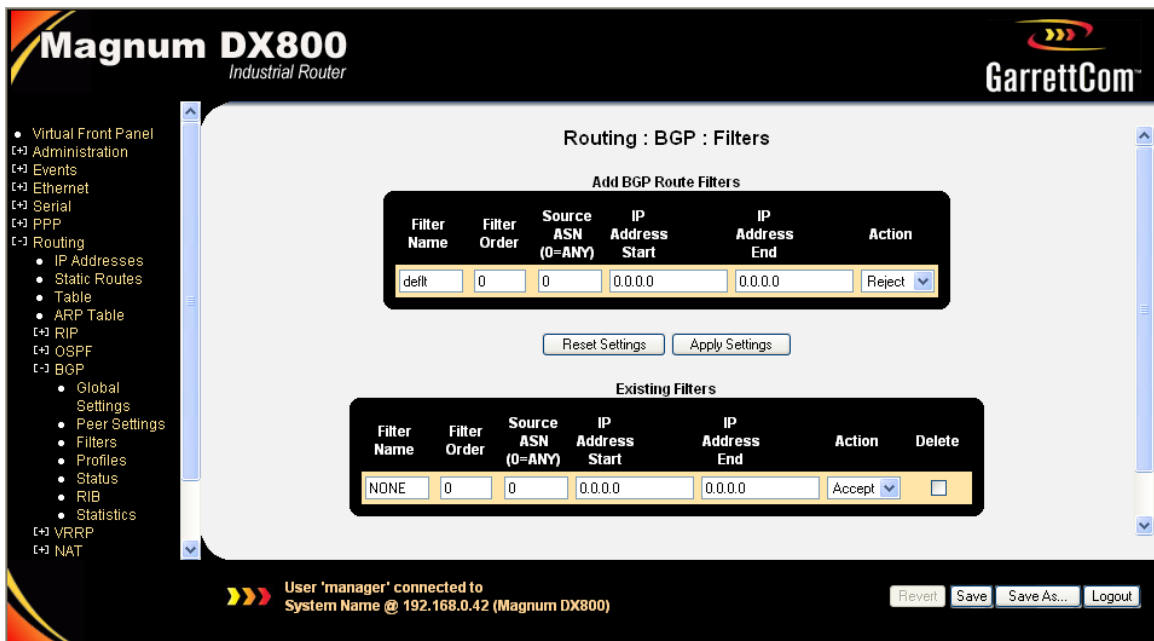 Magnum DX800
Industrial Router
GarrettCom
Virtual Front Panel
[+] Administration
[+] Events
[+] Ethernet
[+] Serial
[+] PPP
[-] Routing
IP Addresses
Static Routes
Table
ARP Table
[+] RIP
[+] OSPF
[-] BGP
Global
Settings
Peer Settings
Filters
Profiles
Status
RIB
Statistics
[+] VRRP
[+] NAT
Routing : BGP : Filters
Add BGP Route Filters
Filter Name Filter Order Source ASN (0=ANY) IP Address Start IP Address End Action
deflt 0 0 0.0.0.0 0.0.0.0 Reject
Reset Settings Apply Settings
Existing Filters
Filter Name Filter Order Source ASN (0=ANY) IP Address Start IP Address End Action Delete
NONE 0 0 0.0.0.0 0.0.0.0 Accept
User 'manager' connected to
System Name @ 192.168.0.42 (Magnum DX800)
Revert Save Save As... Logout